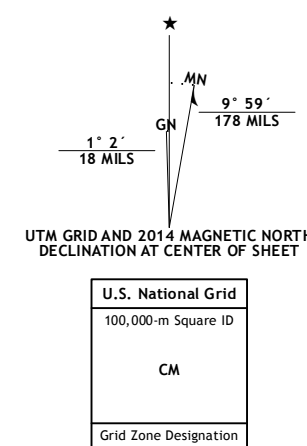 ★
MN
GN
9° 59´
178 MILS
1° 2´
18 MILS
UTM GRID AND 2014 MAGNETIC NORTH
DECLINATION AT CENTER OF SHEET
U.S. National Grid
100,000-m Square ID
CM
Grid Zone Designation